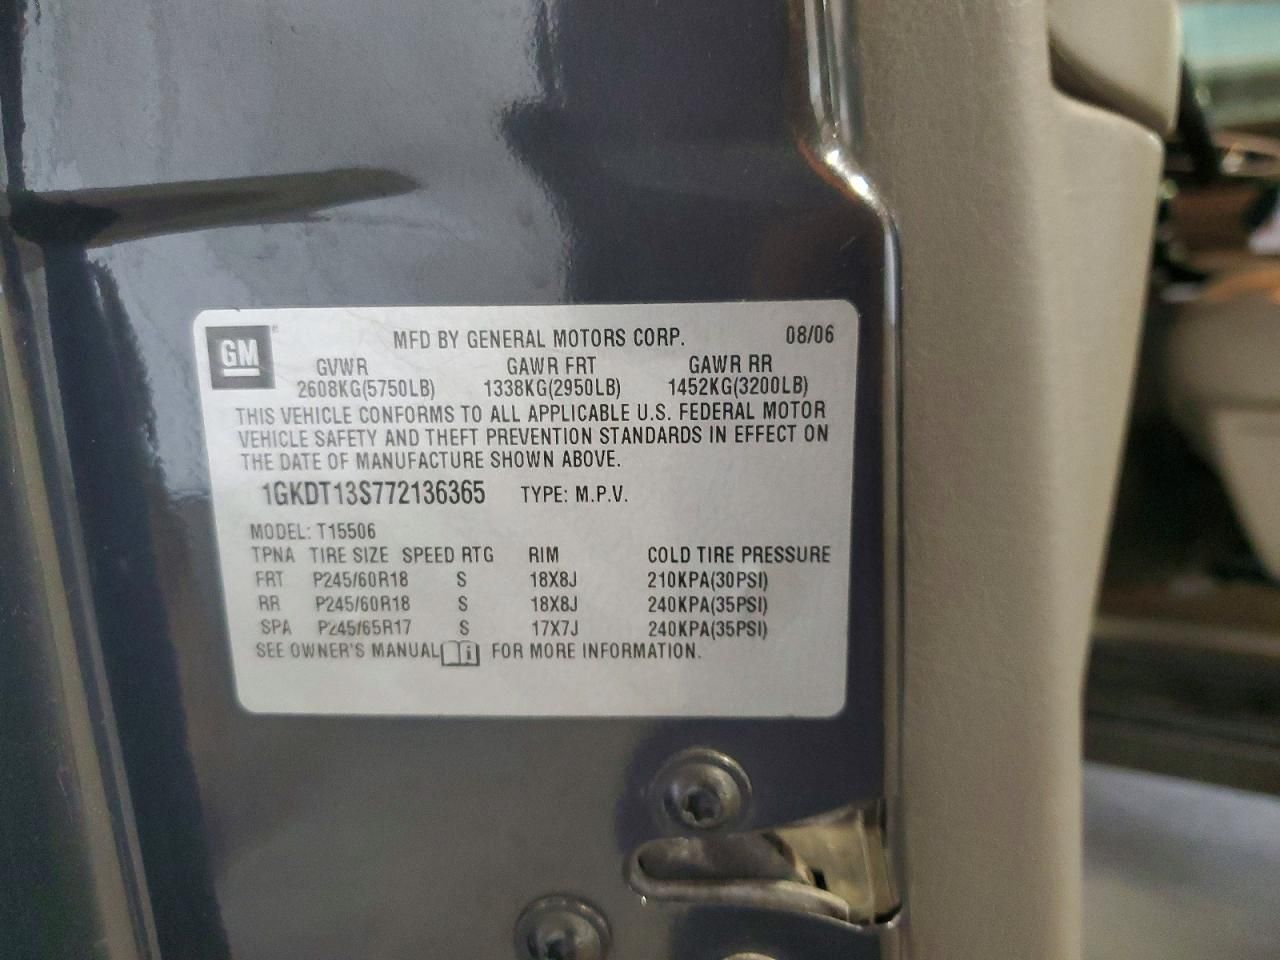 GM
MFD BY GENERAL MOTORS CORP. 08/06
GVWR GAWR FRT GAWR RR
2608KG(5750LB) 1338KG(2950LB) 1452KG(3200LB)
THIS VEHICLE CONFORMS TO ALL APPLICABLE U.S. FEDERAL MOTOR
VEHICLE SAFETY AND THEFT PREVENTION STANDARDS IN EFFECT ON
THE DATE OF MANUFACTURE SHOWN ABOVE.
1GKDT13S772136365 TYPE: M.P.V.
MODEL: T15506
TPNA TIRE SIZE SPEED RTG RIM COLD TIRE PRESSURE
FRT P245/60R18 S 18X8J 210KPA(30PSI)
RR P245/60R18 S 18X8J 240KPA(35PSI)
SPA P245/65R17 S 17X7J 240KPA(35PSI)
SEE OWNER'S MANUAL i FOR MORE INFORMATION.